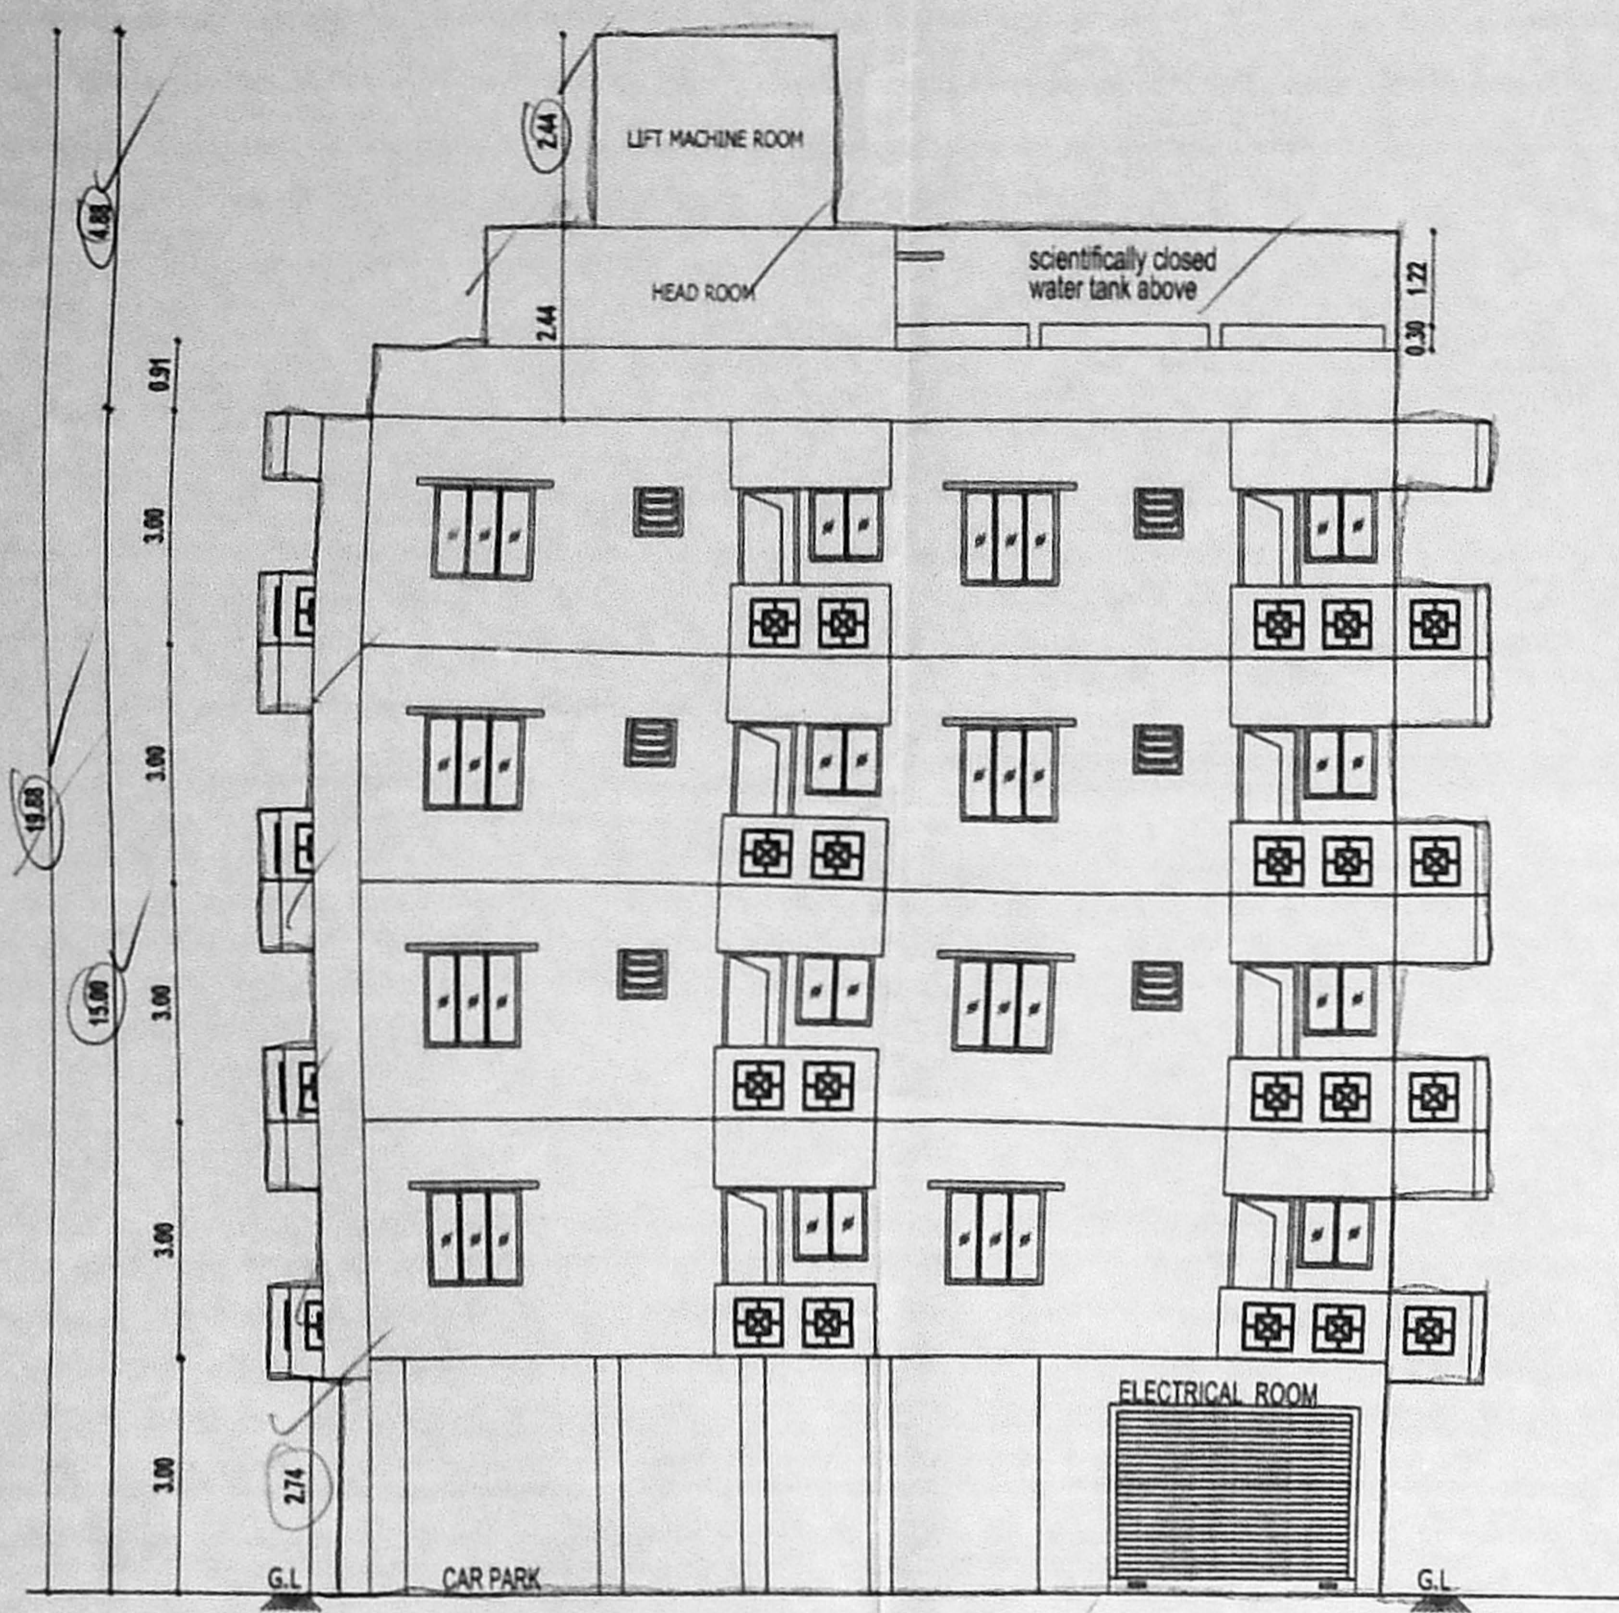 2.44
LIFT MACHINE ROOM
4.88
HEAD ROOM
scientifically closed
water tank above
1.22
2.44
0.30
0.91
3.00
3.00
19.88
15.00
3.00
3.00
ELECTRICAL ROOM
3.00
2.74
G.L
CAR PARK
G.L